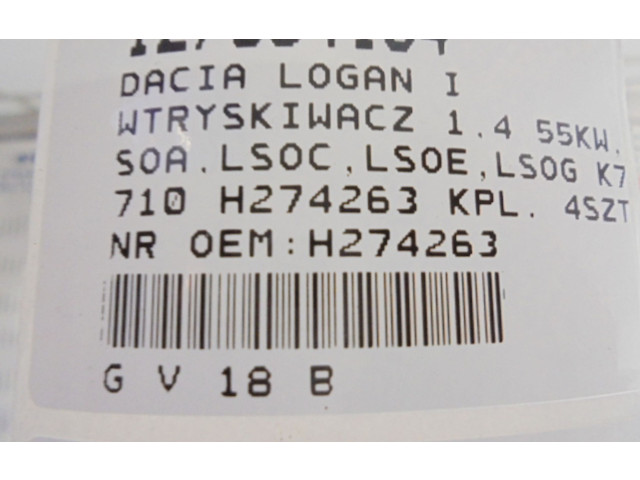 DACIA LOGAN I
WTRYSKIWACZ 1.4 55KW,
SOA.LSOC,LSOE,LSOG K7
710 H274263 KPL. 4SZT
NR OEM:H274263
G V 18 B